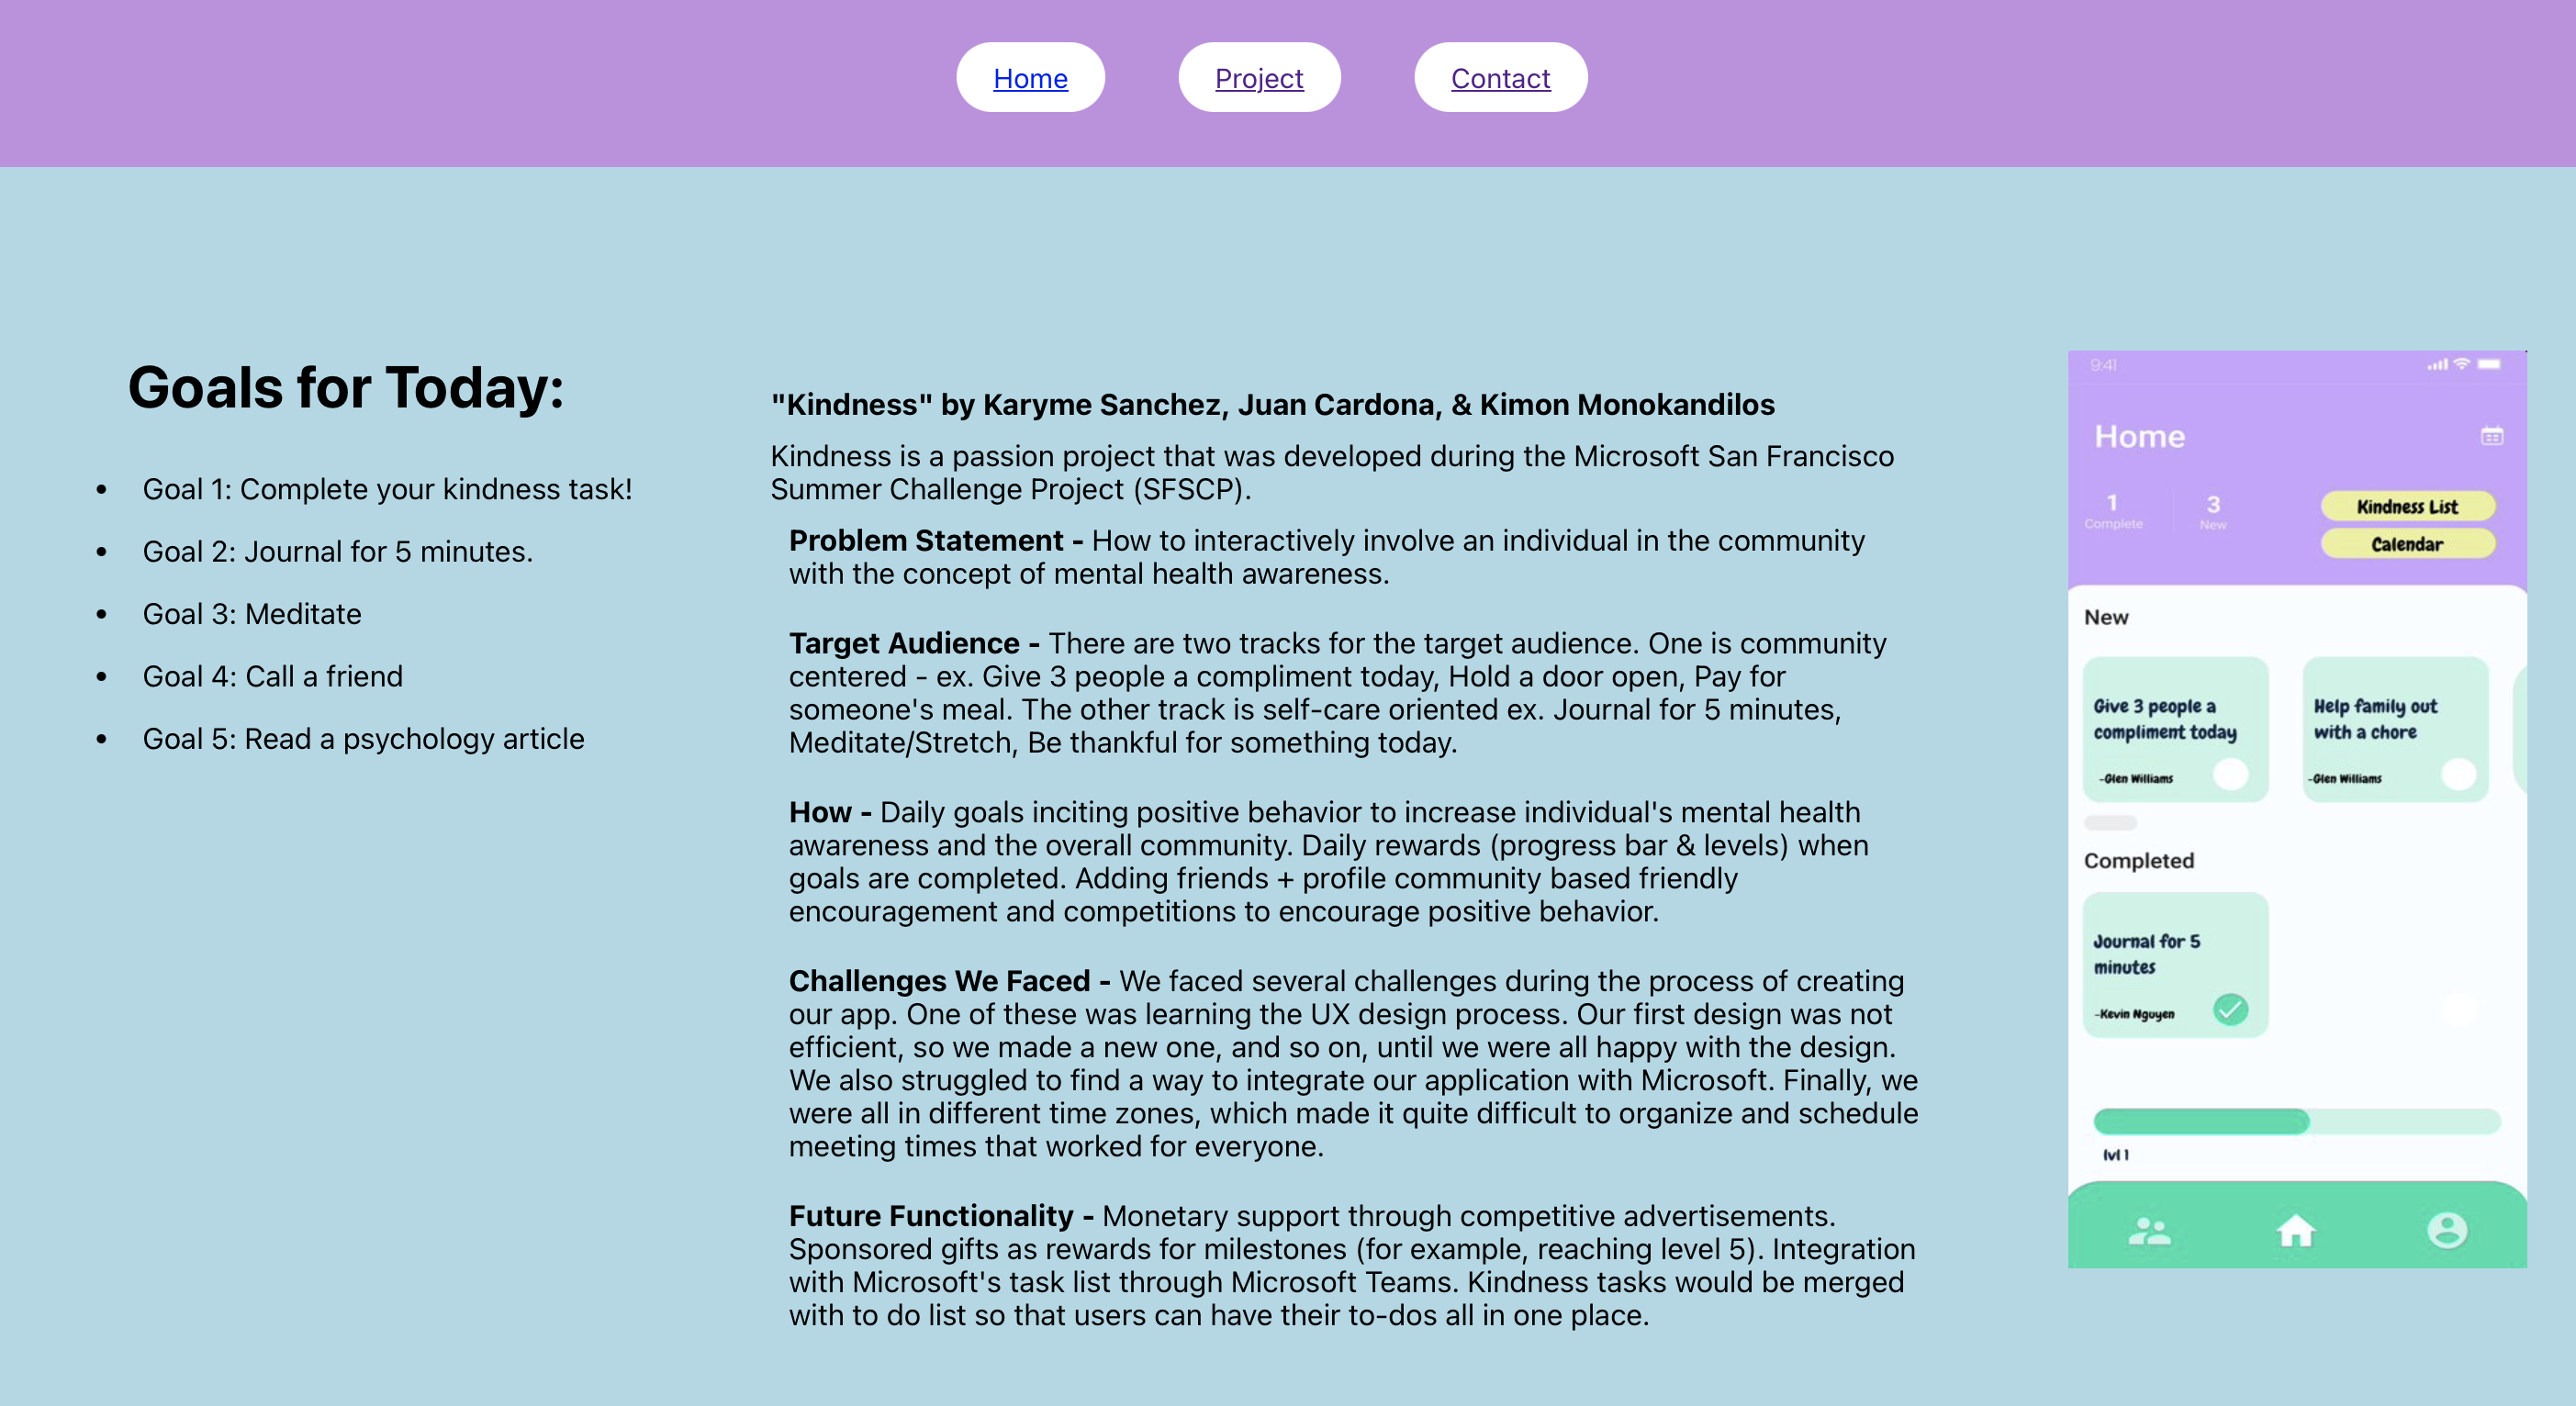 Home
Project
Contact
Goals for Today:
• Goal 1: Complete your kindness task!
• Goal 2: Journal for 5 minutes.
• Goal 3: Meditate
• Goal 4: Call a friend
• Goal 5: Read a psychology article
"Kindness" by Karyme Sanchez, Juan Cardona, & Kimon Monokandilos
Kindness is a passion project that was developed during the Microsoft San Francisco
Summer Challenge Project (SFSCP).
Problem Statement - How to interactively involve an individual in the community
with the concept of mental health awareness.
Target Audience - There are two tracks for the target audience. One is community
centered - ex. Give 3 people a compliment today, Hold a door open, Pay for
someone's meal. The other track is self-care oriented ex. Journal for 5 minutes,
Meditate/Stretch, Be thankful for something today.
How - Daily goals inciting positive behavior to increase individual's mental health
awareness and the overall community. Daily rewards (progress bar & levels) when
goals are completed. Adding friends + profile community based friendly
encouragement and competitions to encourage positive behavior.
Challenges We Faced - We faced several challenges during the process of creating
our app. One of these was learning the UX design process. Our first design was not
efficient, so we made a new one, and so on, until we were all happy with the design.
We also struggled to find a way to integrate our application with Microsoft. Finally, we
were all in different time zones, which made it quite difficult to organize and schedule
meeting times that worked for everyone.
Future Functionality - Monetary support through competitive advertisements.
Sponsored gifts as rewards for milestones (for example, reaching level 5). Integration
with Microsoft's task list through Microsoft Teams. Kindness tasks would be merged
with to do list so that users can have their to-dos all in one place.
9:41
Home
1
Complete
3
New
Kindness List
Calendar
New
Give 3 people a
compliment today
-Glen Williams
Help family out
with a chore
-Glen Williams
Completed
Journal for 5
minutes
-Kevin Nguyen
lvl 1